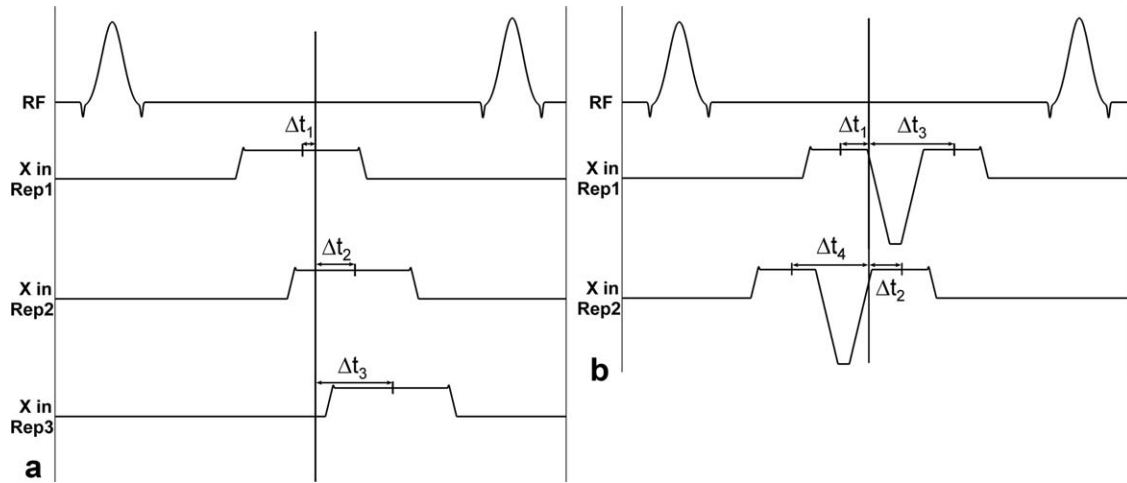 RF
Δt1
X in
Rep1
Δt2
X in
Rep2
Δt3
X in
Rep3
a
RF
Δt1
Δt3
X in
Rep1
Δt4
X in
Rep2
Δt2
b